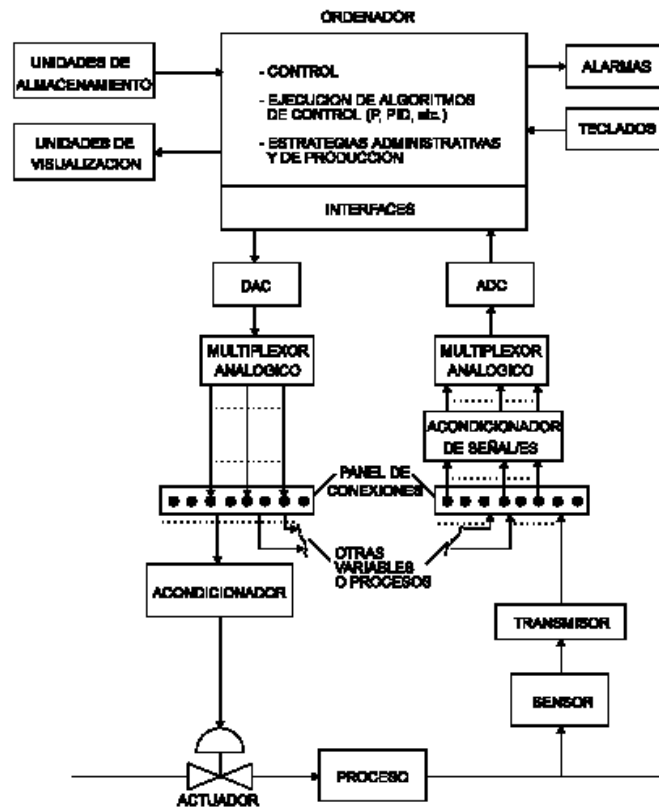 ORDENADOR
UNIDADES DE
ALMACENAMIENTO
- CONTROL
- EJECUCION DE ALGORITMOS
DE CONTROL (P, PID, etc.)
- ESTRATEGIAS ADMINISTRATIVAS
Y DE PRODUCCIÓN
ALARMAS
TECLADOS
UNIDADES DE
VISUALIZACION
INTERFACES
DAC
ADC
MULTIPLEXOR
ANALOGICO
MULTIPLEXOR
ANALOGICO
ACONDICIONADOR
DE SEÑAL/ES
PANEL DE
CONEXIONES
OTRAS
VARIABLES
O PROCESOS
ACONDICIONADOR
TRANSMISOR
SENSOR
PROCESO
ACTUADOR